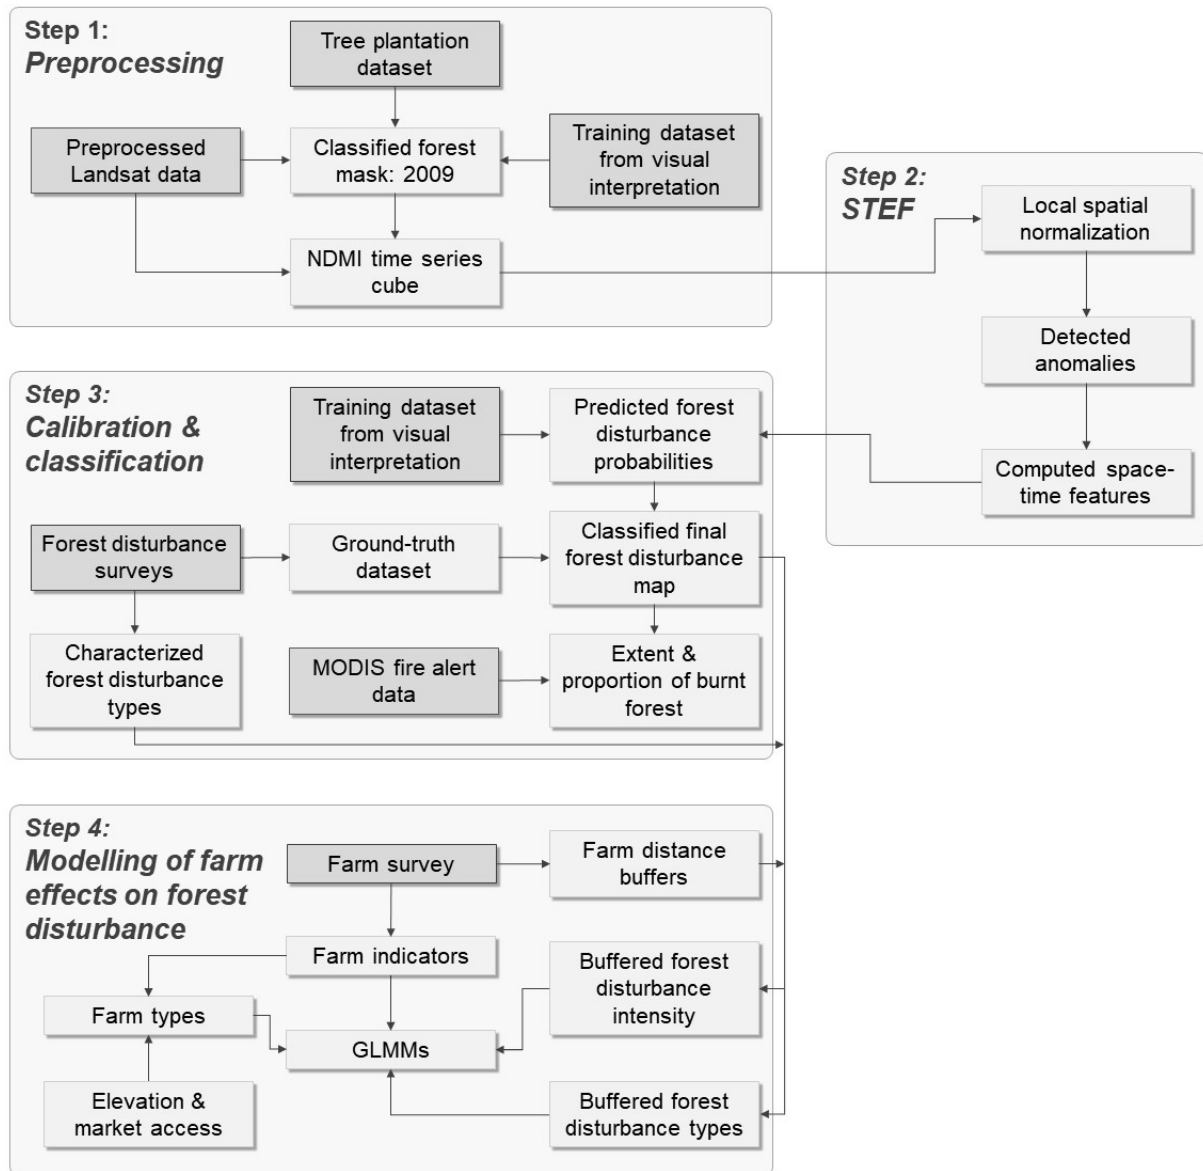 Step 1:
Preprocessing
Tree plantation
dataset
Preprocessed
Landsat data
Classified forest
mask: 2009
Training dataset
from visual
interpretation
NDMI time series
cube
Step 2:
STEF
Local spatial
normalization
Detected
anomalies
Computed space-
time features
Step 3:
Calibration &
classification
Training dataset
from visual
interpretation
Predicted forest
disturbance
probabilities
Forest disturbance
surveys
Ground-truth
dataset
Classified final
forest disturbance
map
Characterized
forest disturbance
types
MODIS fire alert
data
Extent &
proportion of burnt
forest
Step 4:
Modelling of farm
effects on forest
disturbance
Farm survey
Farm distance
buffers
Farm indicators
Buffered forest
disturbance
intensity
Farm types
GLMMs
Elevation &
market access
Buffered forest
disturbance types